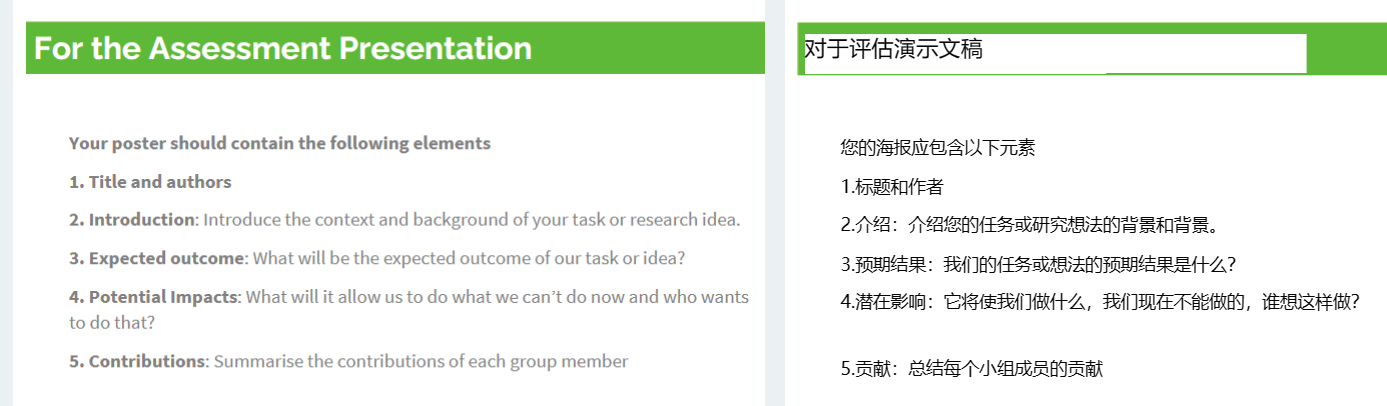 For the Assessment Presentation
Your poster should contain the following elements
1. Title and authors
2. Introduction: Introduce the context and background of your task or research idea.
3. Expected outcome: What will be the expected outcome of our task or idea?
4. Potential Impacts: What will it allow us to do what we can’t do now and who wants
to do that?
5. Contributions: Summarise the contributions of each group member
对于评估演示文稿
您的海报应包含以下元素
1.标题和作者
2.介绍：介绍您的任务或研究想法的背景和背景。
3.预期结果：我们的任务或想法的预期结果是什么？
4.潜在影响：它将使我们做什么，我们现在不能做的，谁想这样做？
5.贡献：总结每个小组成员的贡献